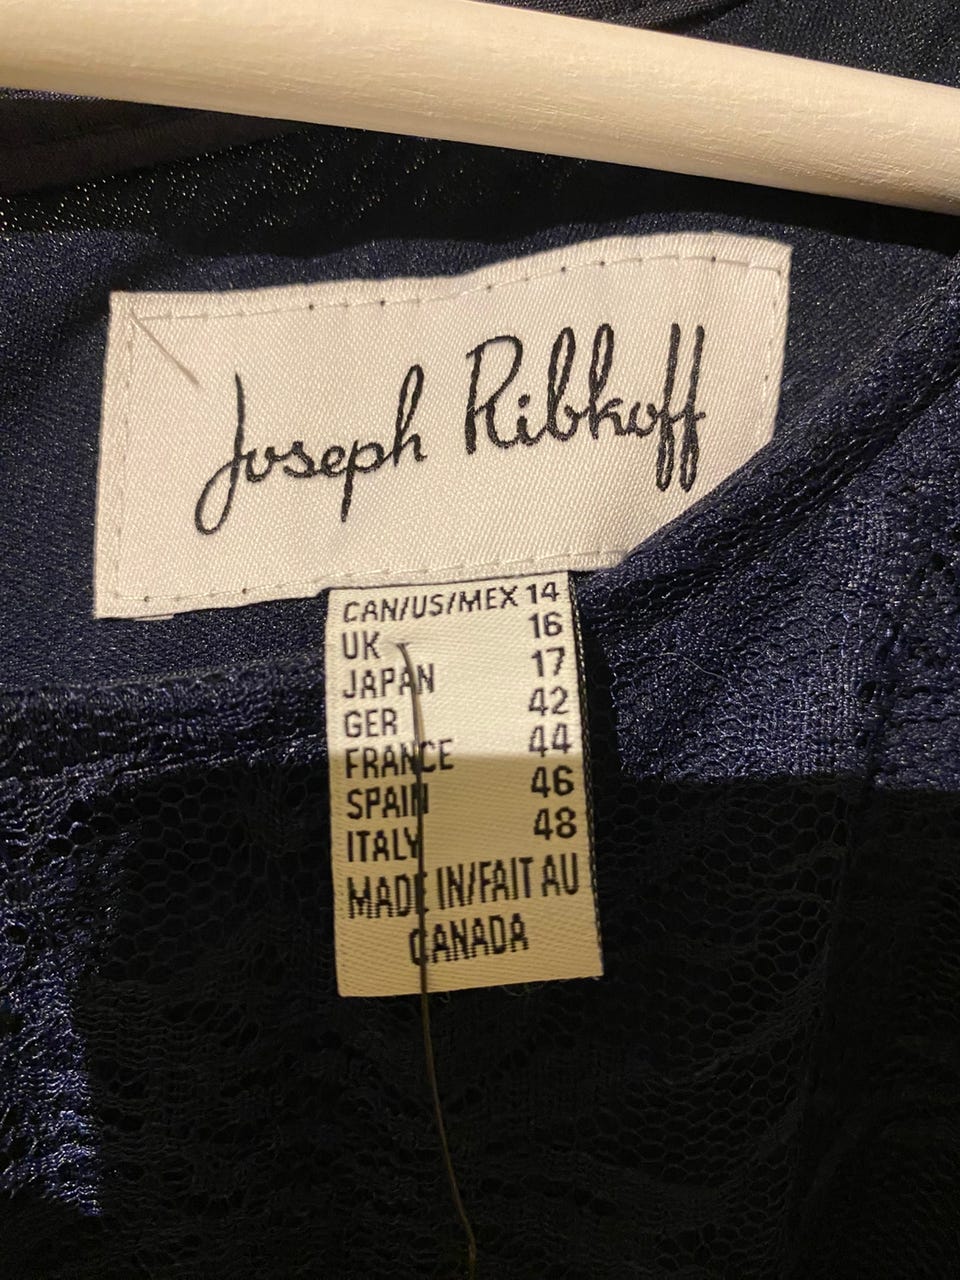 Joseph Ribkoff
CAN/US/MEX 14
UK 16
JAPAN 17
GER 42
FRANCE 44
SPAIN 46
ITALY 48
MADE IN/FAIT AU
CANADA